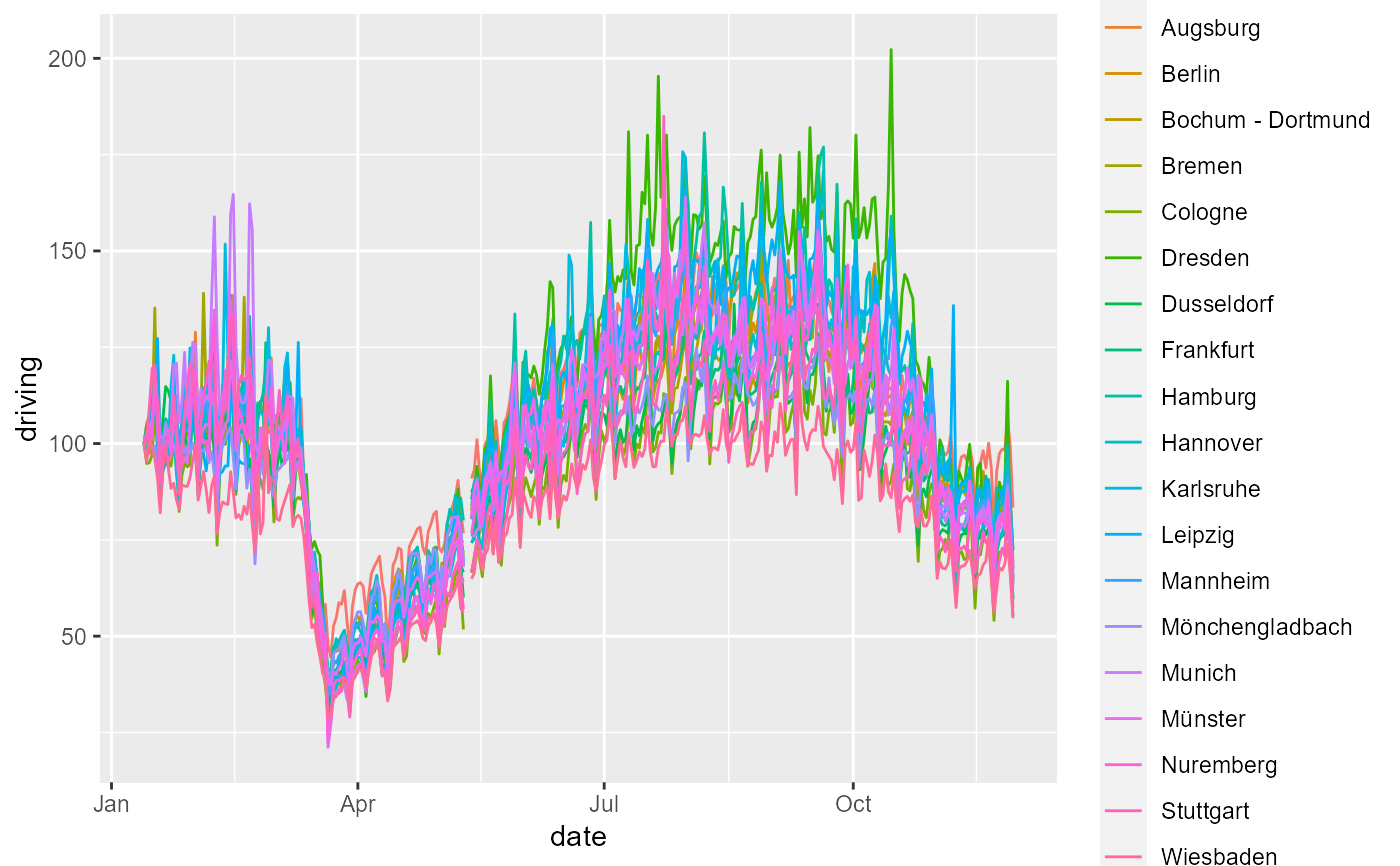 driving
200
150
100
50
Jan
Apr
Jul
Oct
date
Augsburg
Berlin
Bochum - Dortmund
Bremen
Cologne
Dresden
Dusseldorf
Frankfurt
Hamburg
Hannover
Karlsruhe
Leipzig
Mannheim
Mönchengladbach
Munich
Münster
Nuremberg
Stuttgart
Wiesbaden